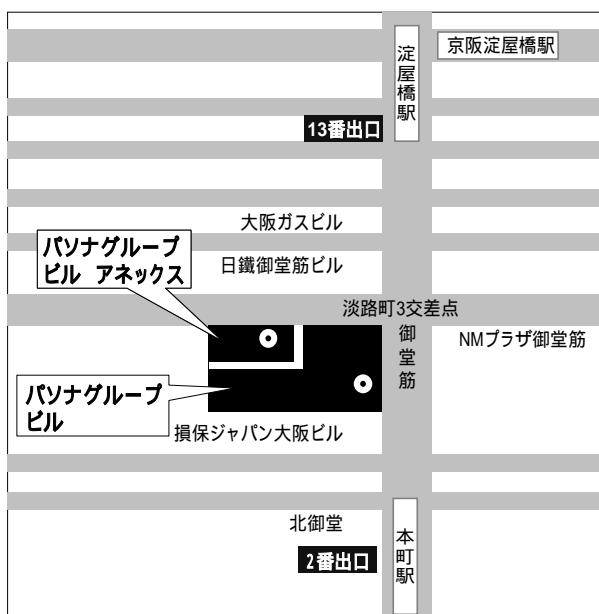 京阪淀屋橋駅
淀屋橋駅
13番出口
大阪ガスビル
パソナグループ
ビル アネックス
日鐵御堂筋ビル
淡路町3交差点
御堂筋
NMプラザ御堂筋
パソナグループ
ビル
損保ジャパン大阪ビル
北御堂
本町駅
2番出口